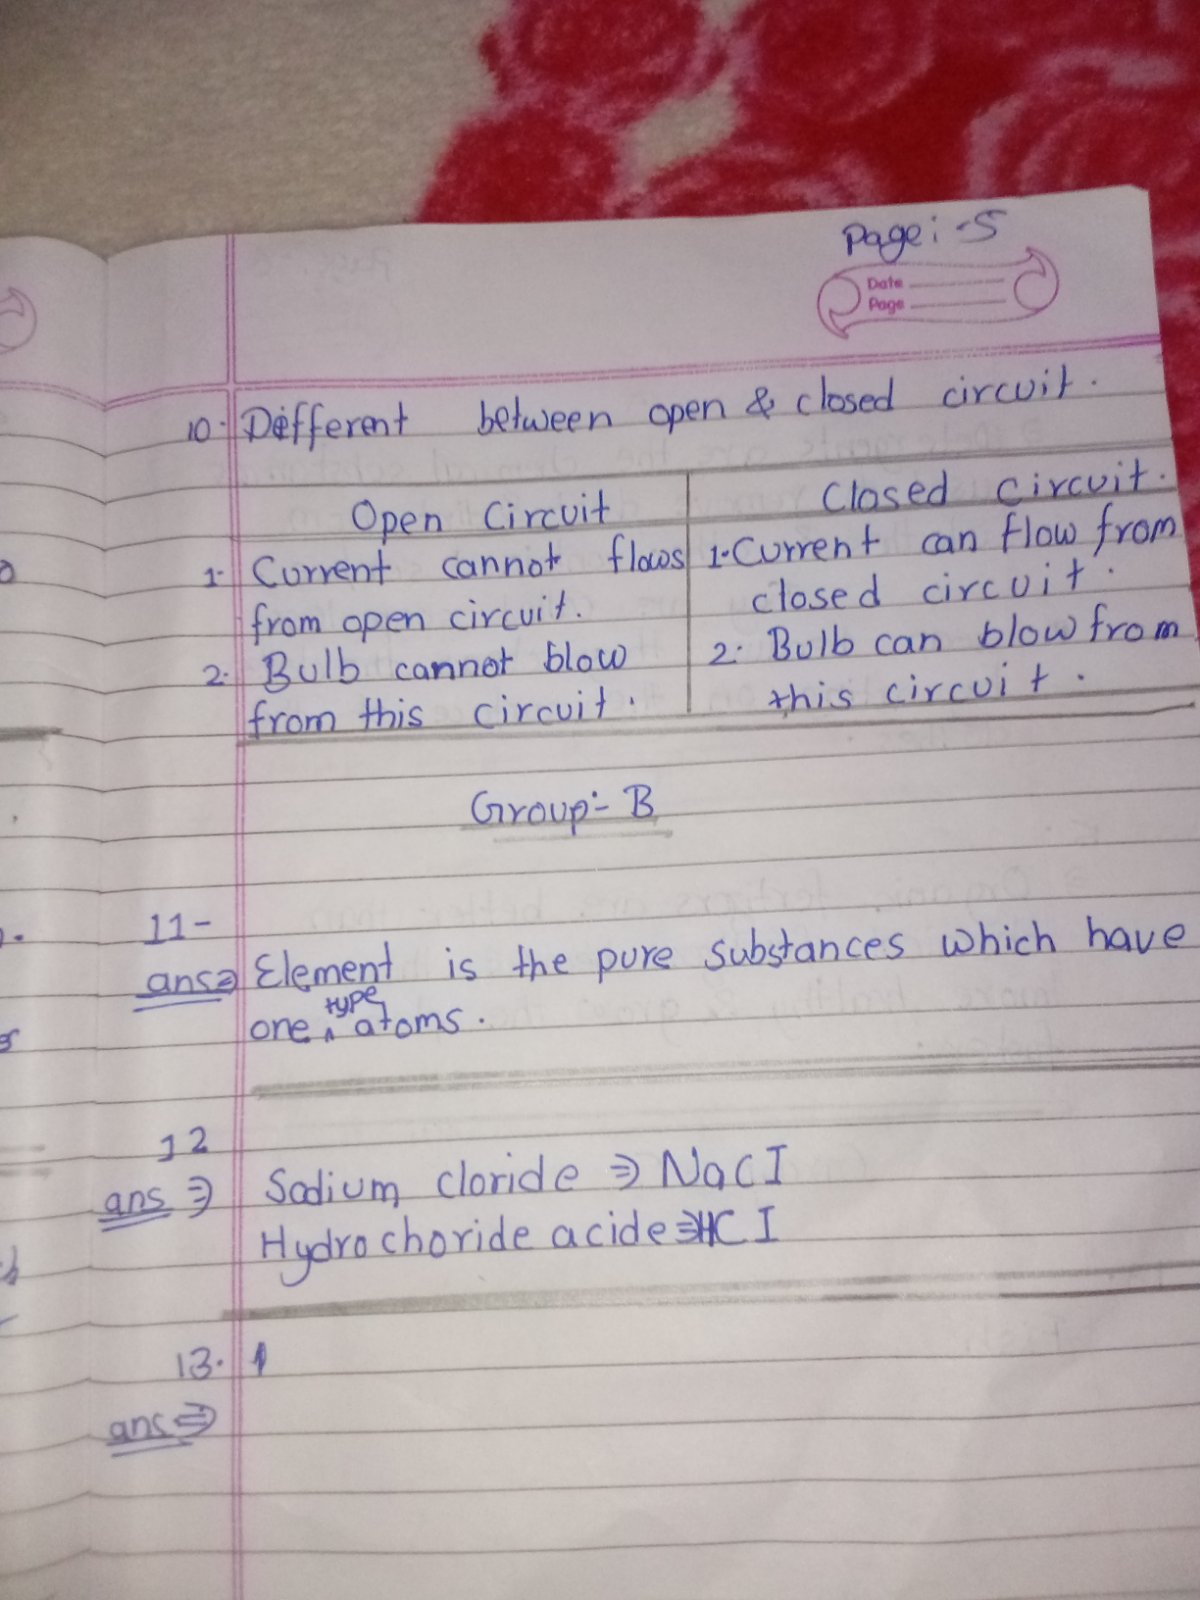 Page: -5
Date
Page
10. Different between open & closed circuit.
Open Circuit
Closed circuit.
1. Current cannot flows
from open circuit.
2. Bulb cannot blow
from this circuit.
1. Current can flow from
closed circuit.
2. Bulb can blow from
this circuit.
Group:- B
11-
ans⇒ Element is the pure substances which have
one type atoms.
12
ans ⇒ Sodium cloride ⇒ NaCI
Hydrochoride acide ⇒ HCI
13.
ans ⇒